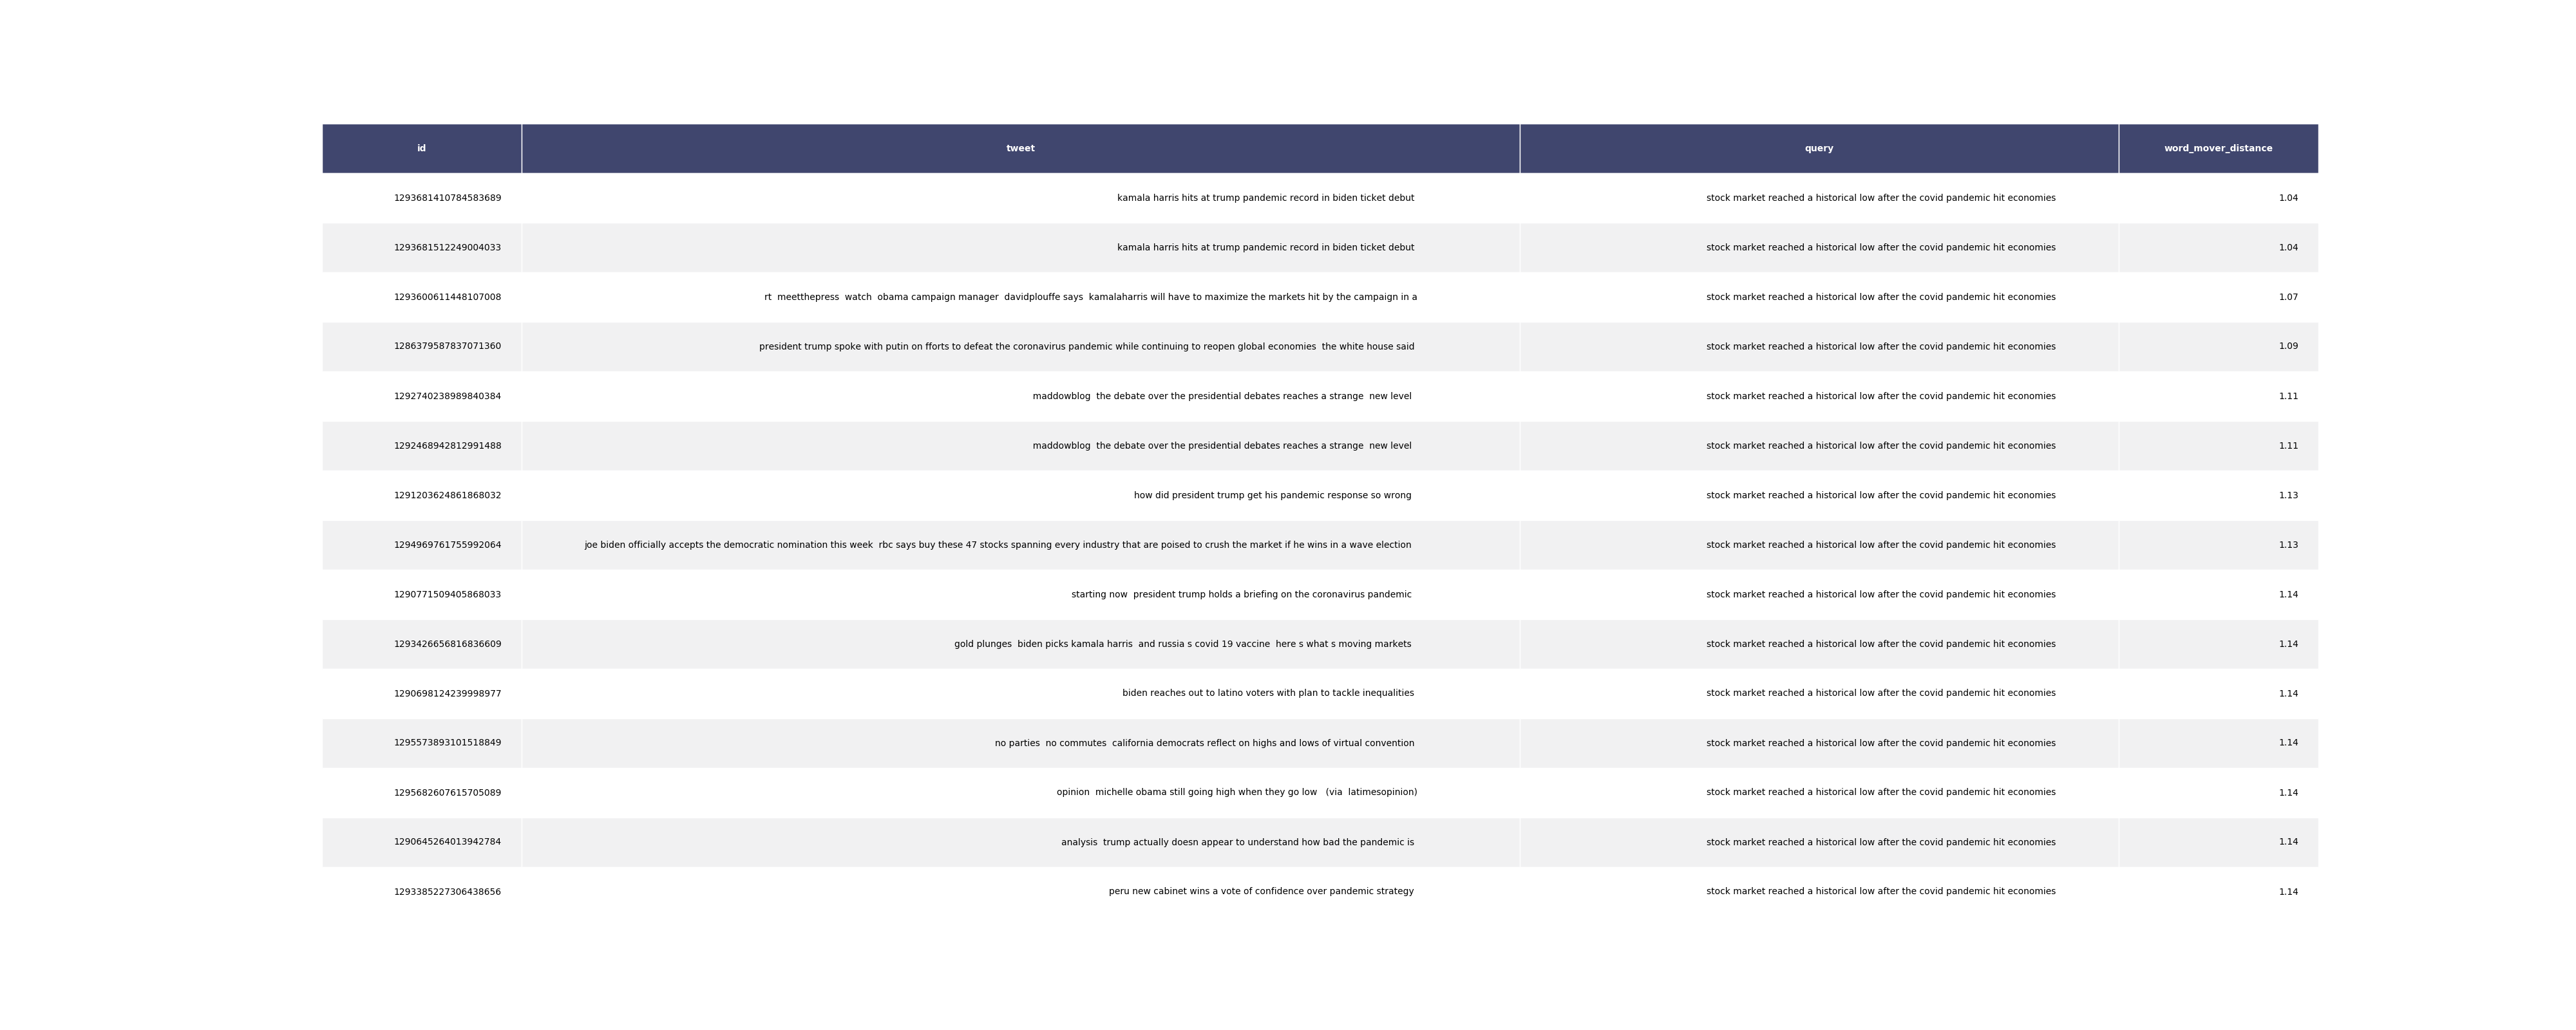 id tweet query word_mover_distance
1293681410784583689 kamala harris hits at trump pandemic record in biden ticket debut stock market reached a historical low after the covid pandemic hit economies 1.04
1293681512249004033 kamala harris hits at trump pandemic record in biden ticket debut stock market reached a historical low after the covid pandemic hit economies 1.04
1293600611448107008 rt  meetthepress  watch  obama campaign manager  davidplouffe says  kamalaharris will have to maximize the markets hit by the campaign in a stock market reached a historical low after the covid pandemic hit economies 1.07
1286379587837071360 president trump spoke with putin on fforts to defeat the coronavirus pandemic while continuing to reopen global economies  the white house said stock market reached a historical low after the covid pandemic hit economies 1.09
1292740238989840384 maddowblog  the debate over the presidential debates reaches a strange  new level stock market reached a historical low after the covid pandemic hit economies 1.11
1292468942812991488 maddowblog  the debate over the presidential debates reaches a strange  new level stock market reached a historical low after the covid pandemic hit economies 1.11
1291203624861868032 how did president trump get his pandemic response so wrong stock market reached a historical low after the covid pandemic hit economies 1.13
1294969761755992064 joe biden officially accepts the democratic nomination this week  rbc says buy these 47 stocks spanning every industry that are poised to crush the market if he wins in a wave election stock market reached a historical low after the covid pandemic hit economies 1.13
1290771509405868033 starting now  president trump holds a briefing on the coronavirus pandemic stock market reached a historical low after the covid pandemic hit economies 1.14
1293426656816836609 gold plunges  biden picks kamala harris  and russia s covid 19 vaccine  here s what s moving markets stock market reached a historical low after the covid pandemic hit economies 1.14
1290698124239998977 biden reaches out to latino voters with plan to tackle inequalities stock market reached a historical low after the covid pandemic hit economies 1.14
1295573893101518849 no parties  no commutes  california democrats reflect on highs and lows of virtual convention stock market reached a historical low after the covid pandemic hit economies 1.14
1295682607615705089 opinion  michelle obama still going high when they go low   (via  latimesopinion) stock market reached a historical low after the covid pandemic hit economies 1.14
1290645264013942784 analysis  trump actually doesn appear to understand how bad the pandemic is stock market reached a historical low after the covid pandemic hit economies 1.14
1293385227306438656 peru new cabinet wins a vote of confidence over pandemic strategy stock market reached a historical low after the covid pandemic hit economies 1.14